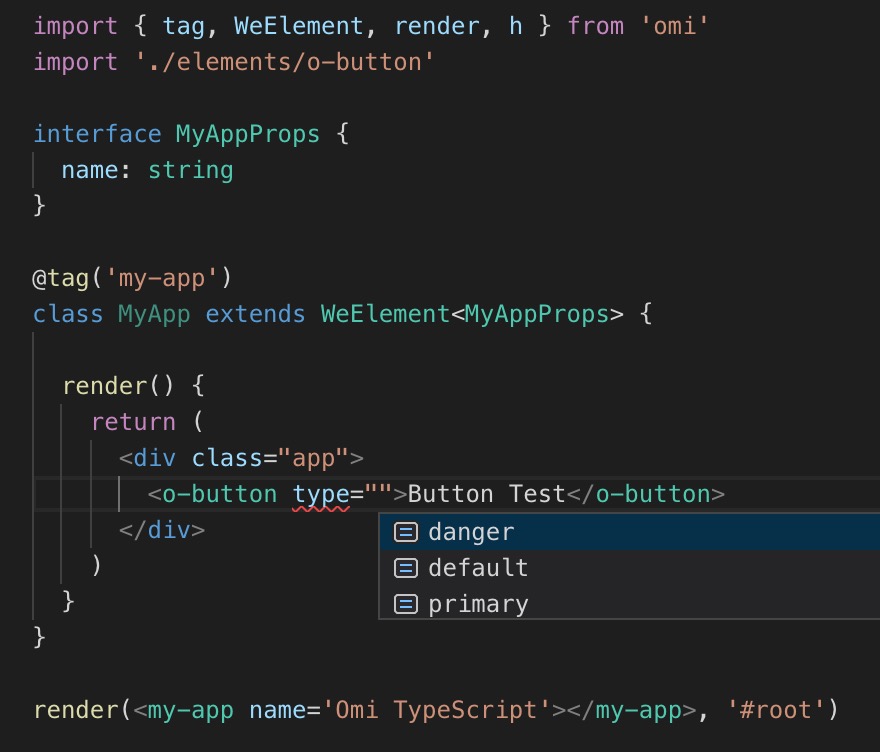 import { tag, WeElement, render, h } from 'omi'
import './elements/o-button'
interface MyAppProps {
name: string
}
@tag('my-app')
class MyApp extends WeElement<MyAppProps> {
render() {
return (
<div class="app">
<o-button type="">Button Test</o-button>
</div>
danger
default
primary
)
}
}
render(<my-app name='Omi TypeScript'></my-app>, '#root')